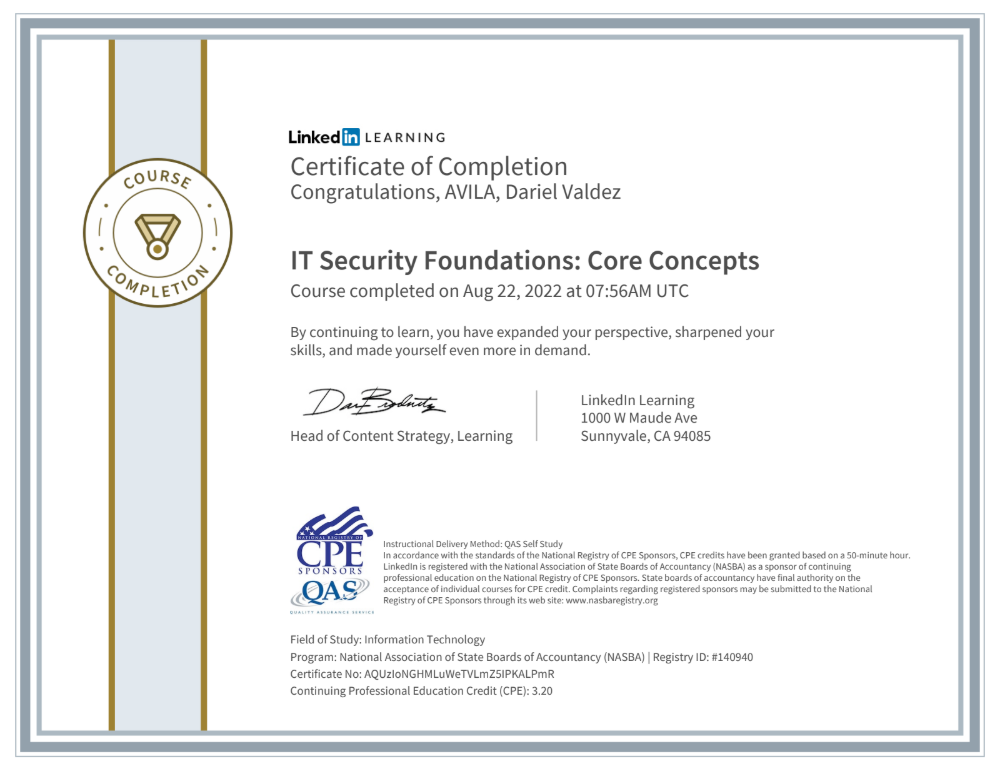 Linked in LEARNING
Certificate of Completion
Congratulations, AVILA, Dariel Valdez
COURSE
COMPLETION
IT Security Foundations: Core Concepts
Course completed on Aug 22, 2022 at 07:56AM UTC
By continuing to learn, you have expanded your perspective, sharpened your
skills, and made yourself even more in demand.
Head of Content Strategy, Learning
LinkedIn Learning
1000 W Maude Ave
Sunnyvale, CA 94085
NATIONAL REGISTRY OF
CPE
SPONSORS
QAS
QUALITY ASSURANCE SERVICE
Instructional Delivery Method: QAS Self Study
In accordance with the standards of the National Registry of CPE Sponsors, CPE credits have been granted based on a 50-minute hour.
LinkedIn is registered with the National Association of State Boards of Accountancy (NASBA) as a sponsor of continuing
professional education on the National Registry of CPE Sponsors. State boards of accountancy have final authority on the
acceptance of individual courses for CPE credit. Complaints regarding registered sponsors may be submitted to the National
Registry of CPE Sponsors through its web site: www.nasbaregistry.org
Field of Study: Information Technology
Program: National Association of State Boards of Accountancy (NASBA) | Registry ID: #140940
Certificate No: AQUzIoNGHMLuWeTVLmZ5IPKALPmR
Continuing Professional Education Credit (CPE): 3.20